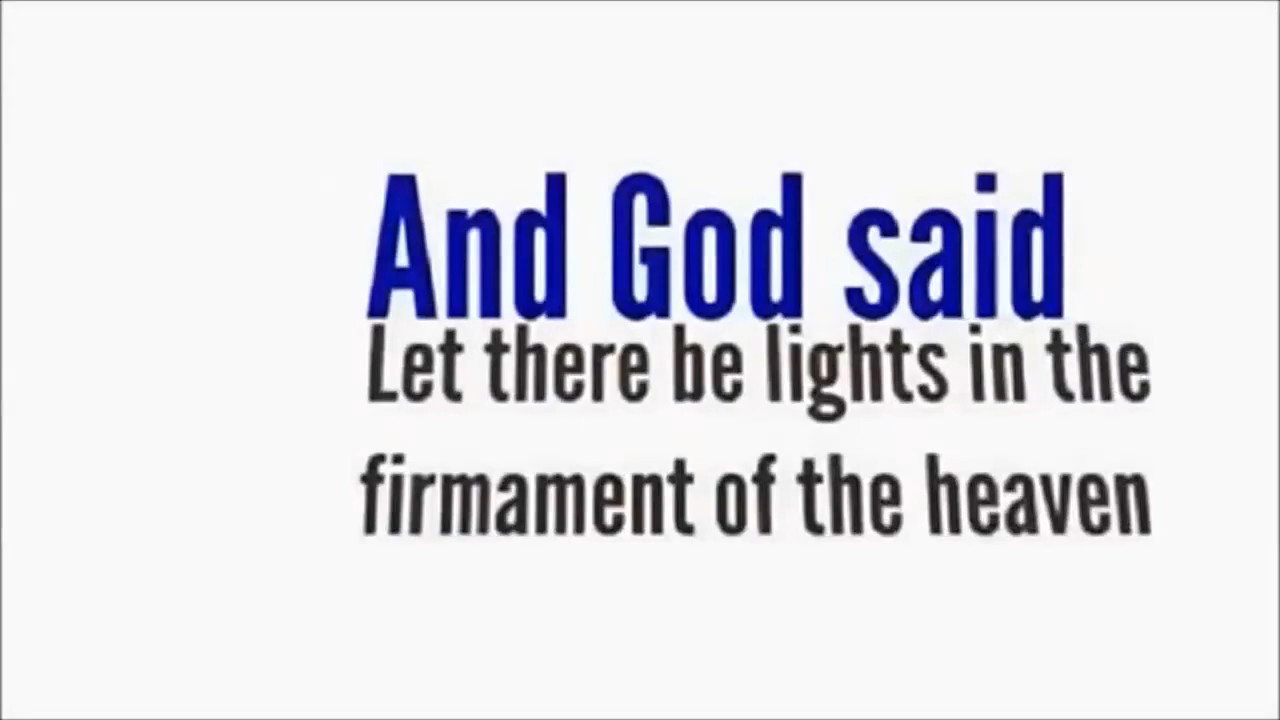 And God said
Let there be lights in the
firmament of the heaven